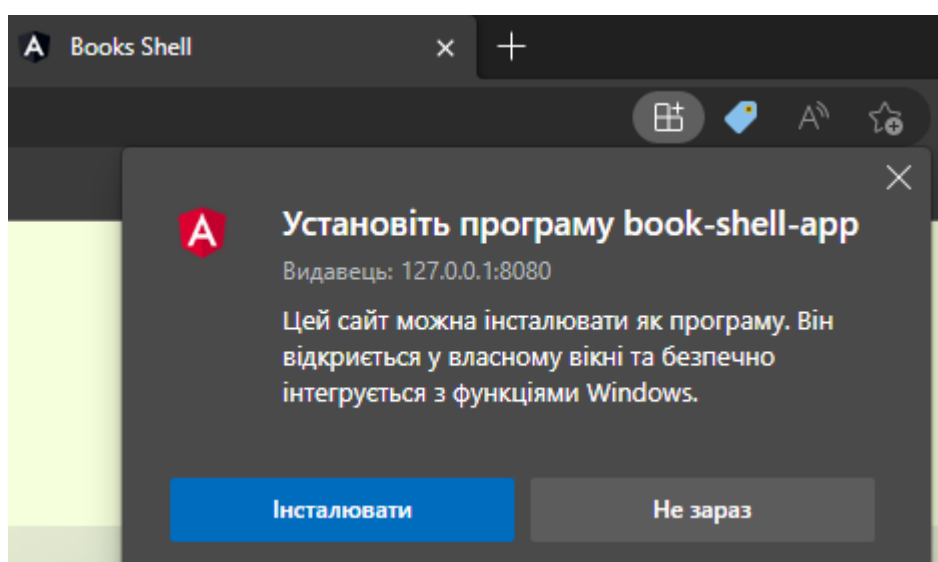 Books Shell
Установіть програму book-shell-app
Видавець: 127.0.0.1:8080
Цей сайт можна інсталювати як програму. Він
відкриється у власному вікні та безпечно
інтегрується з функціями Windows.
Інсталювати
Не зараз